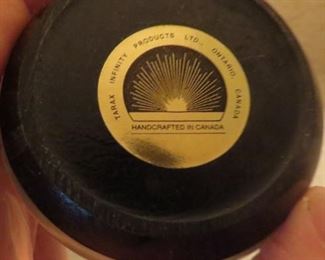 TARAX INFINITY PRODUCTS LTD., ONTARIO, CANADA
HANDCRAFTED IN CANADA